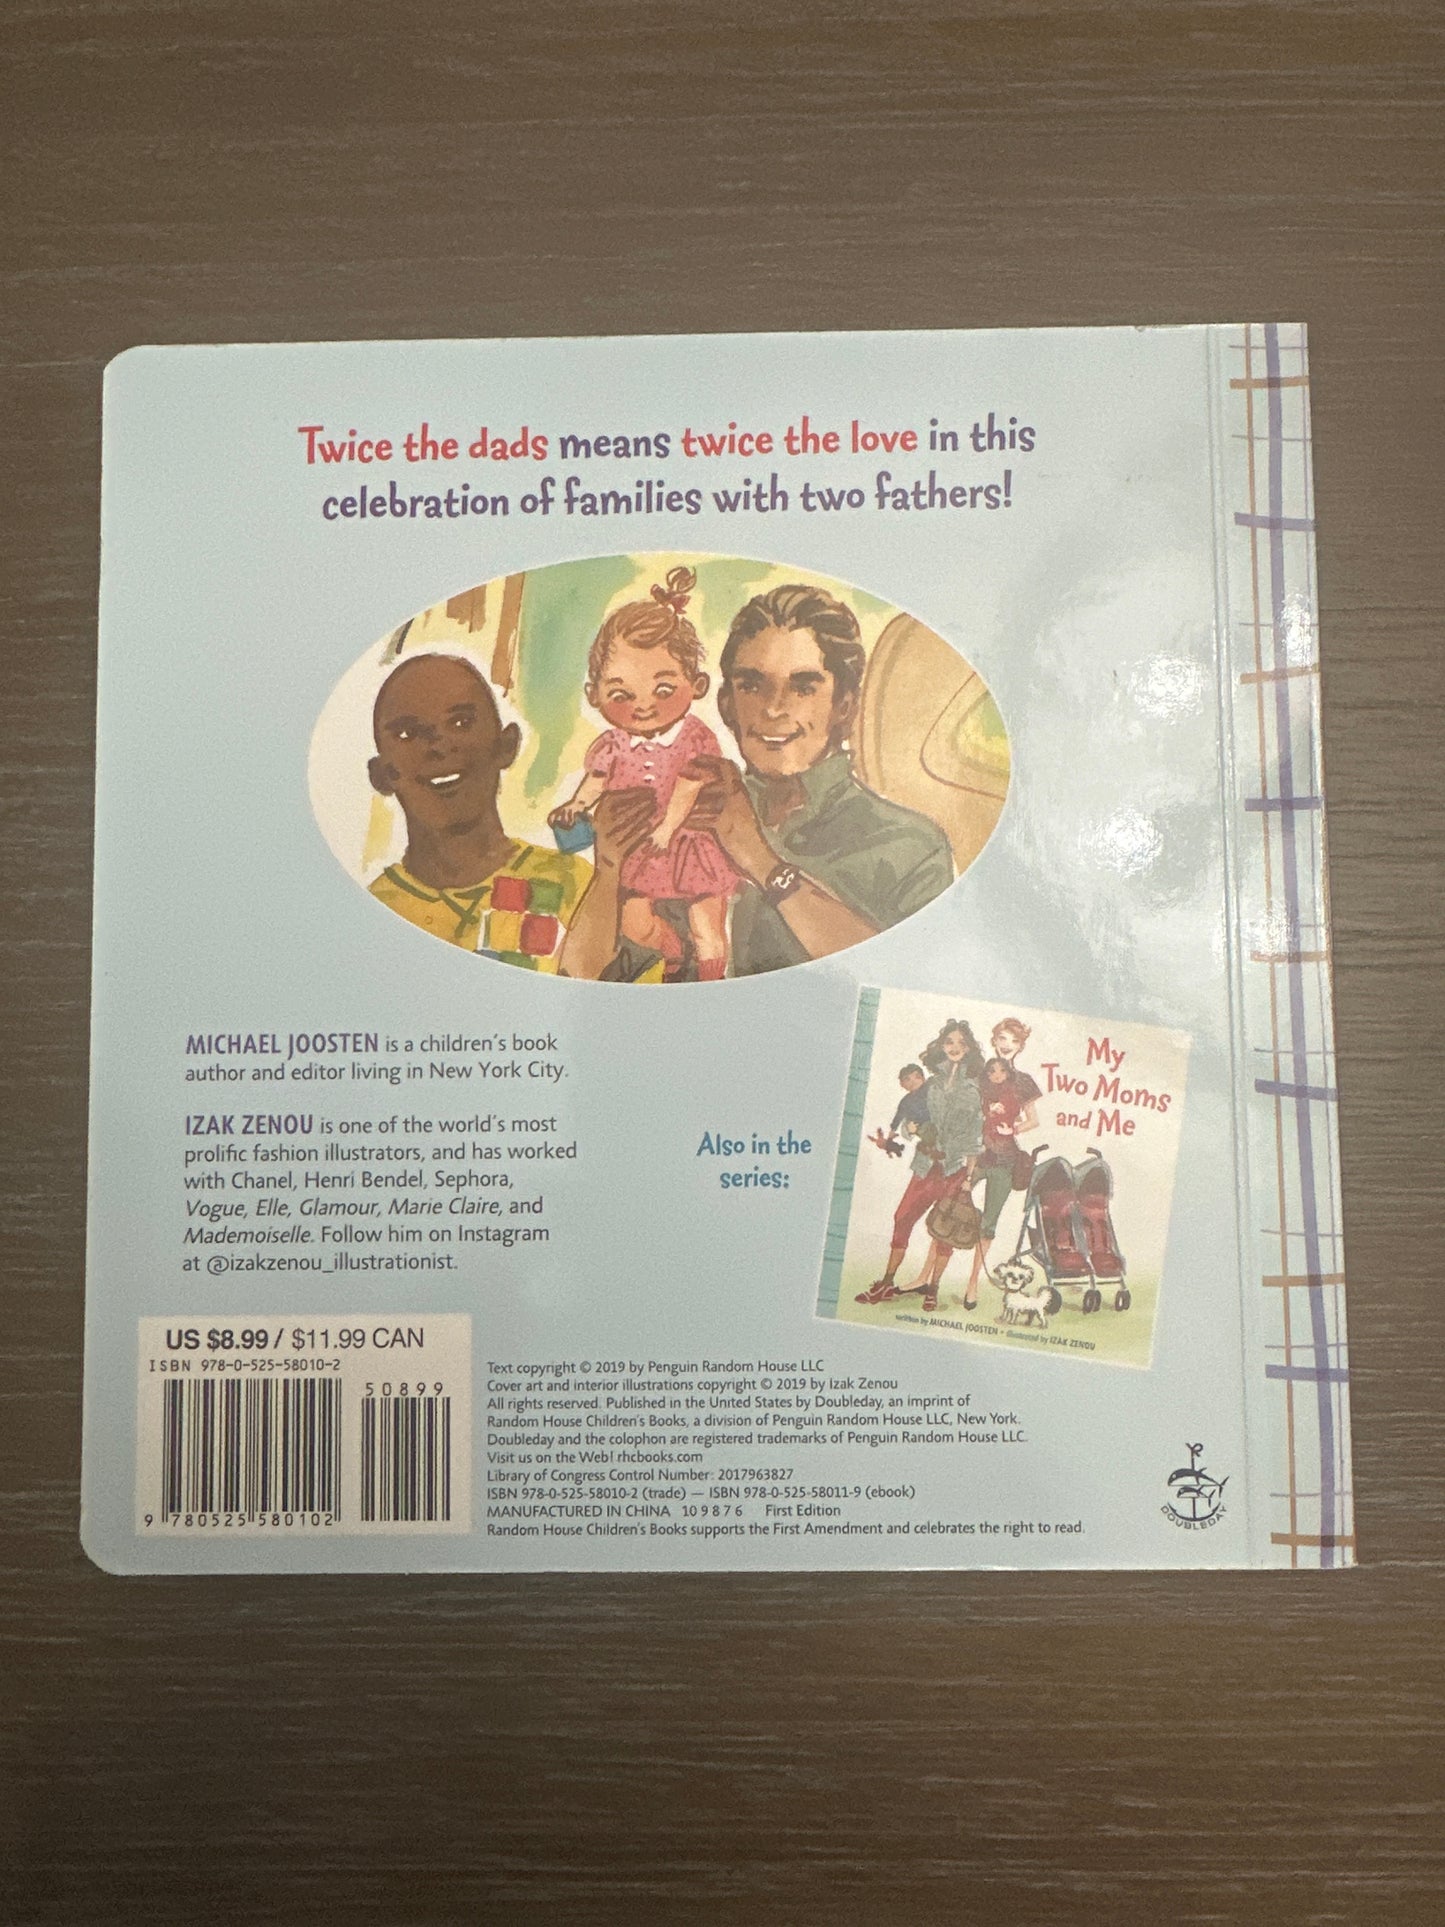 Twice the dads means twice the love in this
celebration of families with two fathers!
MICHAEL JOOSTEN is a children's book
author and editor living in New York City.
IZAK ZENOU is one of the world's most
prolific fashion illustrators, and has worked
with Chanel, Henri Bendel, Sephora,
Vogue, Elle, Glamour, Marie Claire, and
Mademoiselle. Follow him on Instagram
at @izakzenou_illustrationist.
Also in the
series:
My
Two Moms
and Me
written by MICHAEL JOOSTEN • illustrated by IZAK ZENOU
US $8.99 / $11.99 CAN
ISBN 978-0-525-58010-2
50899
9 780525 580102
Text copyright © 2019 by Penguin Random House LLC
Cover art and interior illustrations copyright © 2019 by Izak Zenou
All rights reserved. Published in the United States by Doubleday, an imprint of
Random House Children's Books, a division of Penguin Random House LLC, New York.
Doubleday and the colophon are registered trademarks of Penguin Random House LLC.
Visit us on the Web! rhcbooks.com
Library of Congress Control Number: 2017963827
ISBN 978-0-525-58010-2 (trade) — ISBN 978-0-525-58011-9 (ebook)
MANUFACTURED IN CHINA 10 9 8 7 6 First Edition
Random House Children's Books supports the First Amendment and celebrates the right to read.
DOUBLEDAY